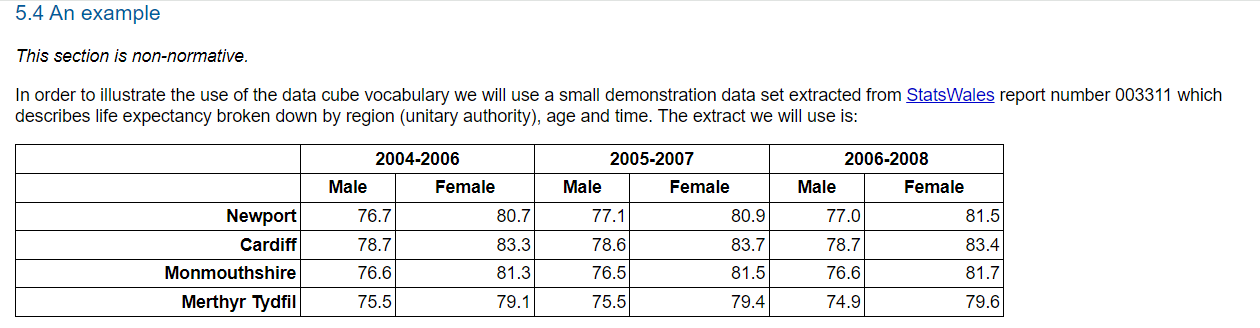 5.4 An example
This section is non-normative.
In order to illustrate the use of the data cube vocabulary we will use a small demonstration data set extracted from StatsWales report number 003311 which
describes life expectancy broken down by region (unitary authority), age and time. The extract we will use is:
2004-2006 2005-2007 2006-2008
Male Female Male Female Male Female
Newport 76.7 80.7 77.1 80.9 77.0 81.5
Cardiff 78.7 83.3 78.6 83.7 78.7 83.4
Monmouthshire 76.6 81.3 76.5 81.5 76.6 81.7
Merthyr Tydfil 75.5 79.1 75.5 79.4 74.9 79.6